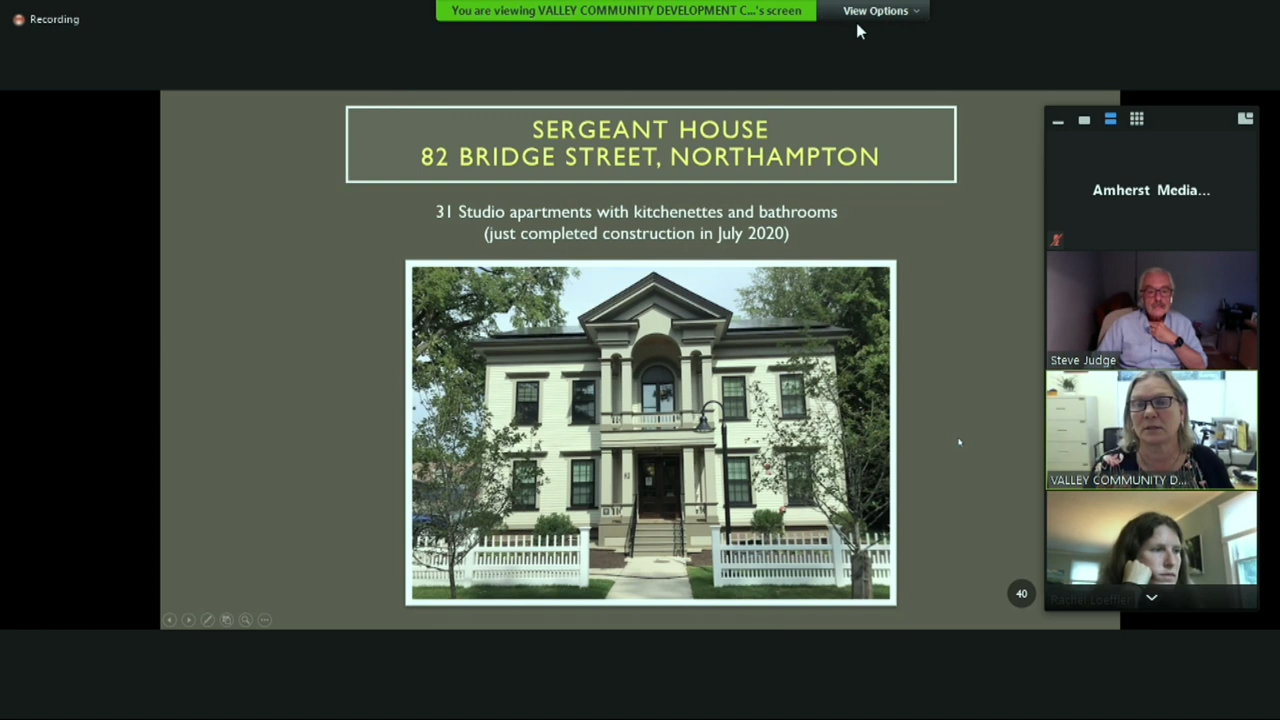 Recording
You are viewing VALLEY COMMUNITY DEVELOPMENT C...'s screen
View Options
SERGEANT HOUSE
82 BRIDGE STREET, NORTHAMPTON
31 Studio apartments with kitchenettes and bathrooms
(just completed construction in July 2020)
40
Amherst Media...
Steve Judge
VALLEY COMMUNITY D...
Rachel Loeffler